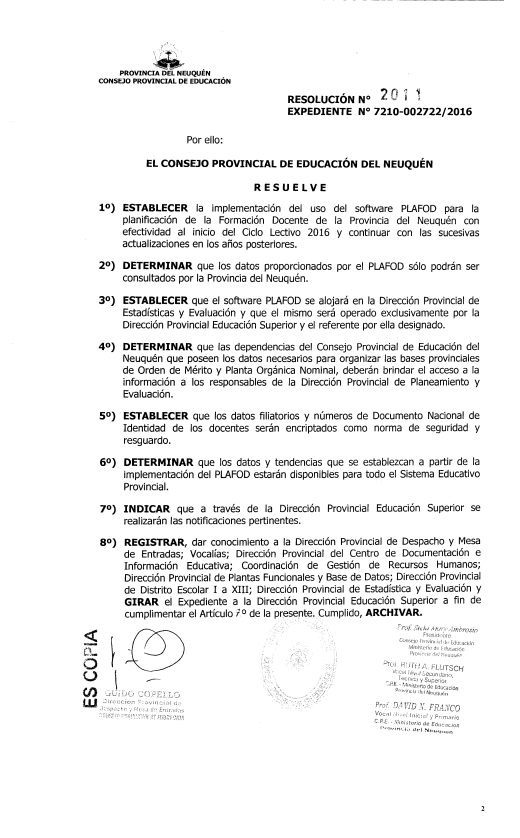 PROVINCIA DEL NEUQUÉN
CONSEJO PROVINCIAL DE EDUCACIÓN
RESOLUCIÓN Nº 2011
EXPEDIENTE Nº 7210-002722/2016
Por ello:
EL CONSEJO PROVINCIAL DE EDUCACIÓN DEL NEUQUÉN
R E S U E L V E
1º) ESTABLECER la implementación del uso del software PLAFOD para la
planificación de la Formación Docente de la Provincia del Neuquén con
efectividad al inicio del Ciclo Lectivo 2016 y continuar con las sucesivas
actualizaciones en los años posteriores.
2º) DETERMINAR que los datos proporcionados por el PLAFOD sólo podrán ser
consultados por la Provincia del Neuquén.
3º) ESTABLECER que el software PLAFOD se alojará en la Dirección Provincial de
Estadísticas y Evaluación y que el mismo será operado exclusivamente por la
Dirección Provincial Educación Superior y el referente por ella designado.
4º) DETERMINAR que las dependencias del Consejo Provincial de Educación del
Neuquén que poseen los datos necesarios para organizar las bases provinciales
de Orden de Mérito y Planta Orgánica Nominal, deberán brindar el acceso a la
información a los responsables de la Dirección Provincial de Planeamiento y
Evaluación.
5º) ESTABLECER que los datos filiatorios y números de Documento Nacional de
Identidad de los docentes serán encriptados como norma de seguridad y
resguardo.
6º) DETERMINAR que los datos y tendencias que se establezcan a partir de la
implementación del PLAFOD estarán disponibles para todo el Sistema Educativo
Provincial.
7º) INDICAR que a través de la Dirección Provincial Educación Superior se
realizarán las notificaciones pertinentes.
8º) REGISTRAR, dar conocimiento a la Dirección Provincial de Despacho y Mesa
de Entradas; Vocalías; Dirección Provincial del Centro de Documentación e
Información Educativa; Coordinación de Gestión de Recursos Humanos;
Dirección Provincial de Plantas Funcionales y Base de Datos; Dirección Provincial
de Distrito Escolar I a XIII; Dirección Provincial de Estadística y Evaluación y
GIRAR el Expediente a la Dirección Provincial Educación Superior a fin de
cumplimentar el Artículo 7º de la presente. Cumplido, ARCHIVAR.
ES COPIA
GUIDO COPELLO
Dirección Provincial de
Despacho y Mesa de Entradas
Prof. Stella Mary Ambrosio
Presidenta
Consejo Provincial de Educación
Ministerio de Educación
Provincia del Neuquén
Prof. RUTH A. FLUTSCH
Vocal Nivel Secundario,
Técnica y Superior
C.P.E. - Ministerio de Educación
Provincia del Neuquén
Prof. DAVID N. FRANCO
Vocal Nivel Inicial y Primario
C.P.E. - Ministerio de Educación
Provincia del Neuquén
2